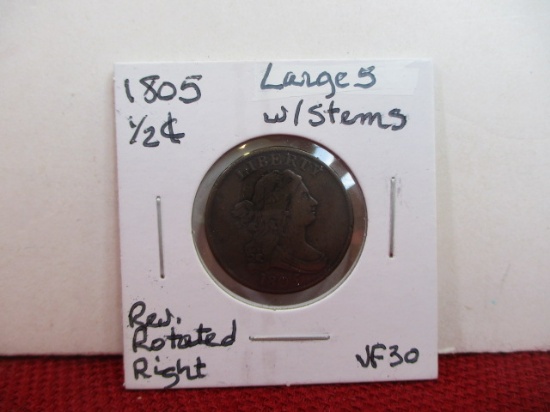 1805
½¢
Large 5
w/Stems
LIBERTY
Rev.
Rotated
Right
VF30